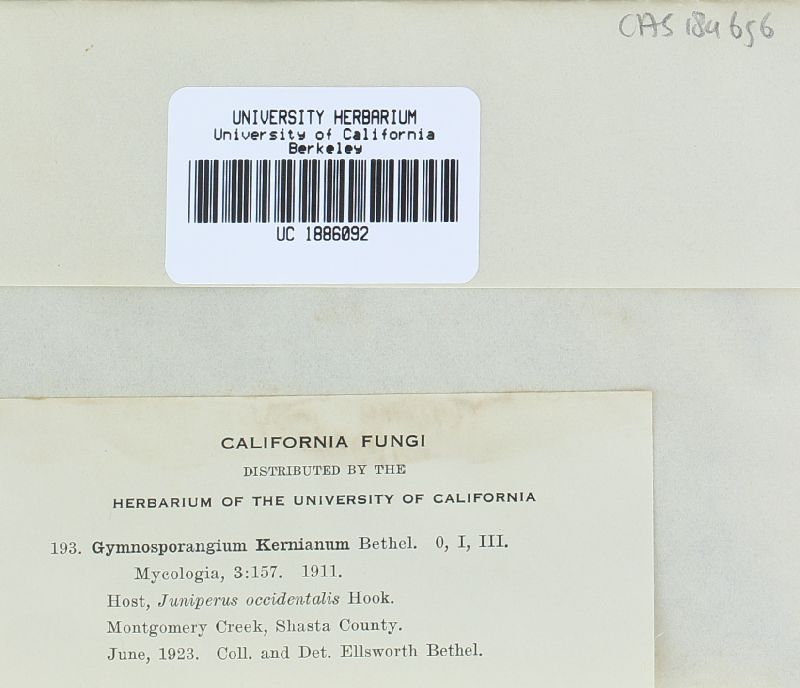 CAS 184656
UNIVERSITY HERBARIUM
University of California
Berkeley
UC 1886092
CALIFORNIA FUNGI
DISTRIBUTED BY THE
HERBARIUM OF THE UNIVERSITY OF CALIFORNIA
193. Gymnosporangium Kernianum Bethel. 0, I, III.
Mycologia, 3:157. 1911.
Host, Juniperus occidentalis Hook.
Montgomery Creek, Shasta County.
June, 1923. Coll. and Det. Ellsworth Bethel.